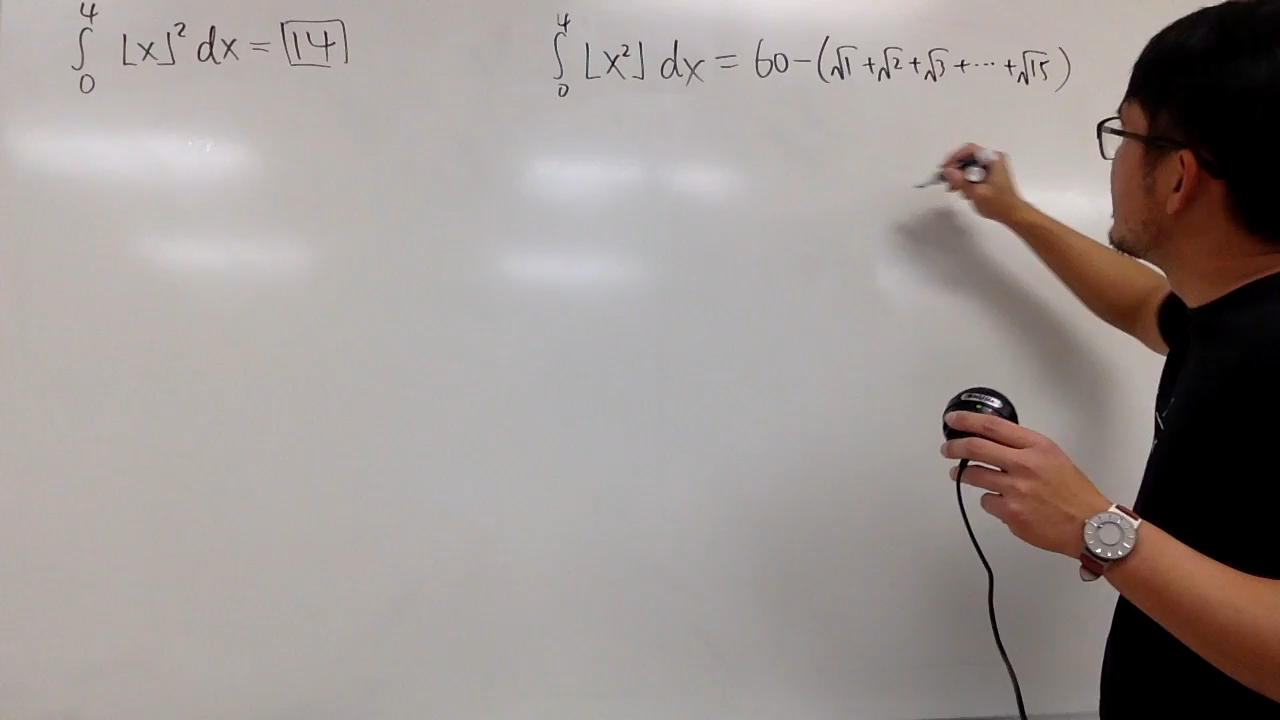 ∫₀⁴ ⌊x⌋² dx = 14
∫₀⁴ ⌊x²⌋ dx = 60 - (√1 + √2 + √3 + ⋯ + √15)